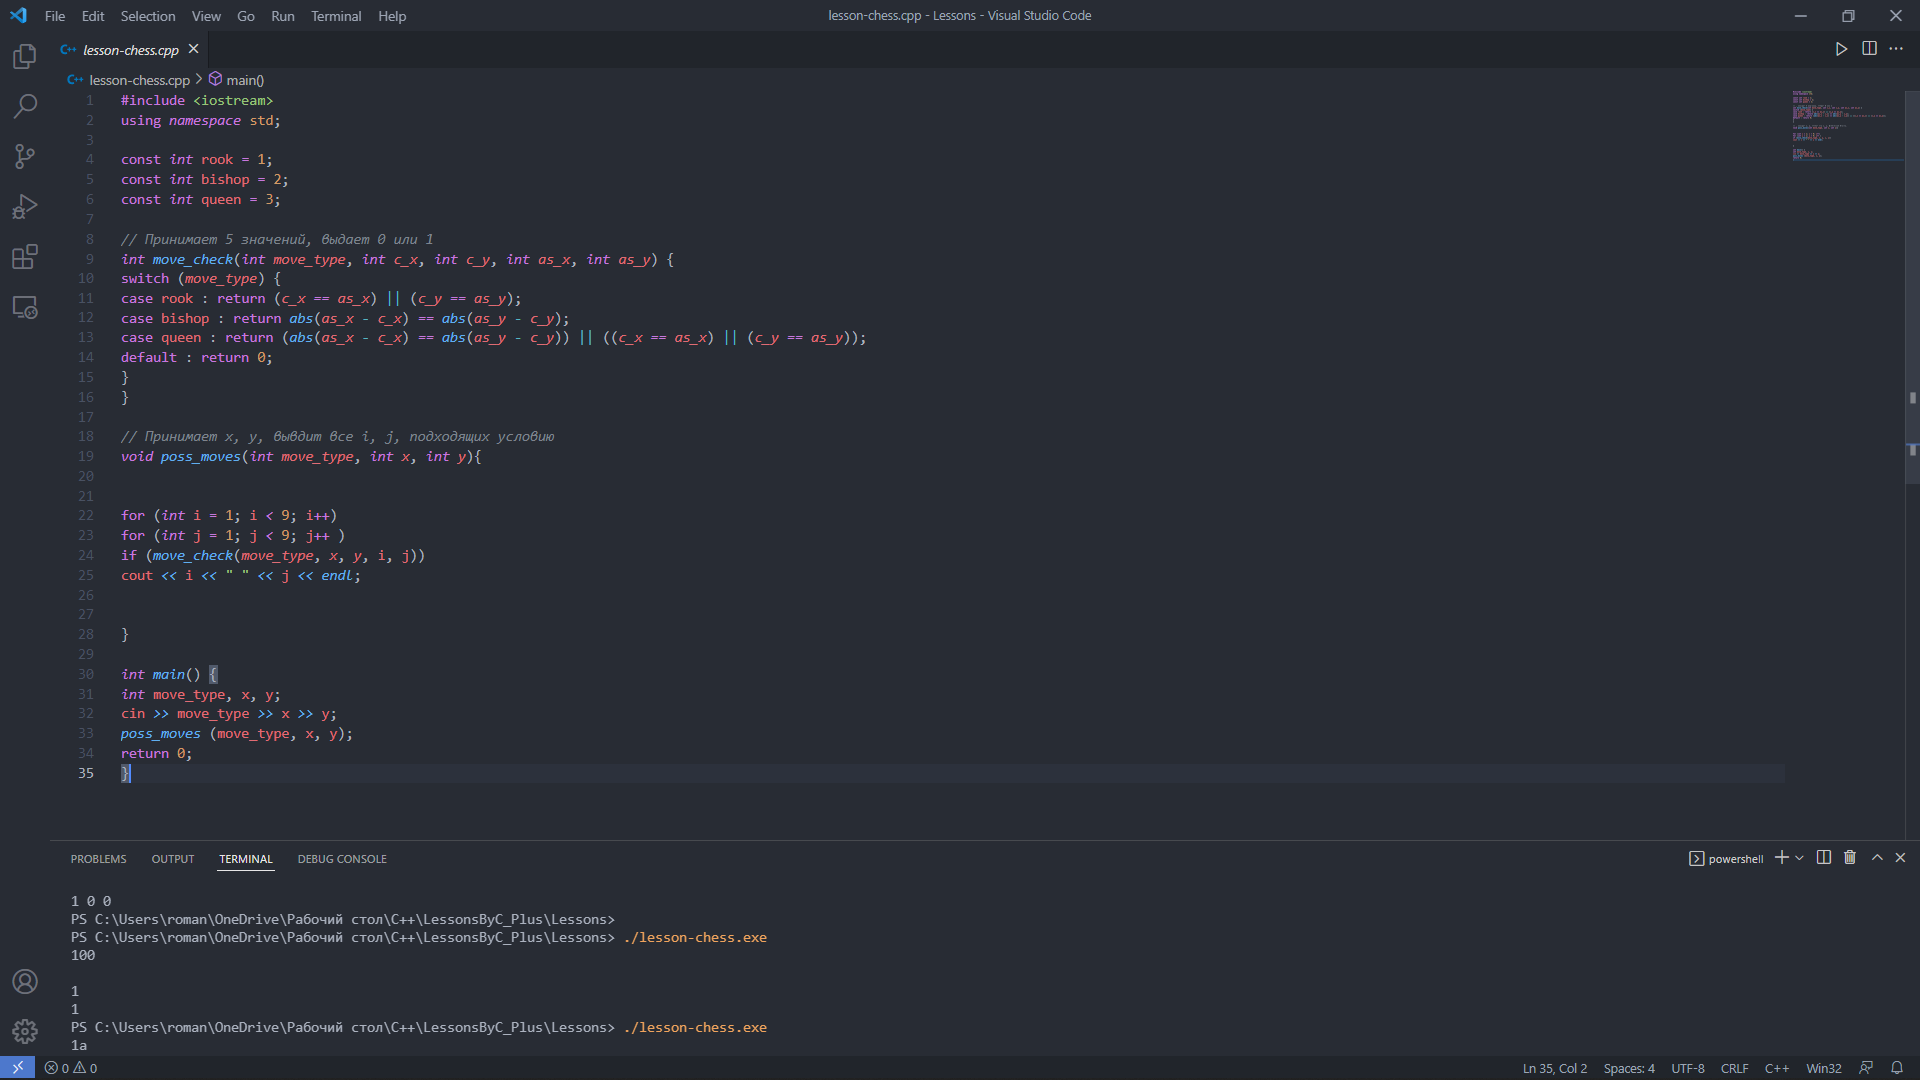 File Edit Selection View Go Run Terminal Help
lesson-chess.cpp - Lessons - Visual Studio Code
C++ lesson-chess.cpp
C++ lesson-chess.cpp > main()
1 #include <iostream>
2 using namespace std;
3
4 const int rook = 1;
5 const int bishop = 2;
6 const int queen = 3;
7
8 // Принимает 5 значений, выдает 0 или 1
9 int move_check(int move_type, int c_x, int c_y, int as_x, int as_y) {
10 switch (move_type) {
11 case rook : return (c_x == as_x) || (c_y == as_y);
12 case bishop : return abs(as_x - c_x) == abs(as_y - c_y);
13 case queen : return (abs(as_x - c_x) == abs(as_y - c_y)) || ((c_x == as_x) || (c_y == as_y));
14 default : return 0;
15 }
16 }
17
18 // Принимает x, y, вывдит все i, j, подходящих условию
19 void poss_moves(int move_type, int x, int y){
20
21
22 for (int i = 1; i < 9; i++)
23 for (int j = 1; j < 9; j++ )
24 if (move_check(move_type, x, y, i, j))
25 cout << i << " " << j << endl;
26
27
28 }
29
30 int main() {
31 int move_type, x, y;
32 cin >> move_type >> x >> y;
33 poss_moves (move_type, x, y);
34 return 0;
35 }
PROBLEMS OUTPUT TERMINAL DEBUG CONSOLE
powershell
1 0 0
PS C:\Users\roman\OneDrive\Рабочий стол\C++\LessonsByC_Plus\Lessons>
PS C:\Users\roman\OneDrive\Рабочий стол\C++\LessonsByC_Plus\Lessons> ./lesson-chess.exe
100
1
1
PS C:\Users\roman\OneDrive\Рабочий стол\C++\LessonsByC_Plus\Lessons> ./lesson-chess.exe
1a
0 0
Ln 35, Col 2 Spaces: 4 UTF-8 CRLF C++ Win32